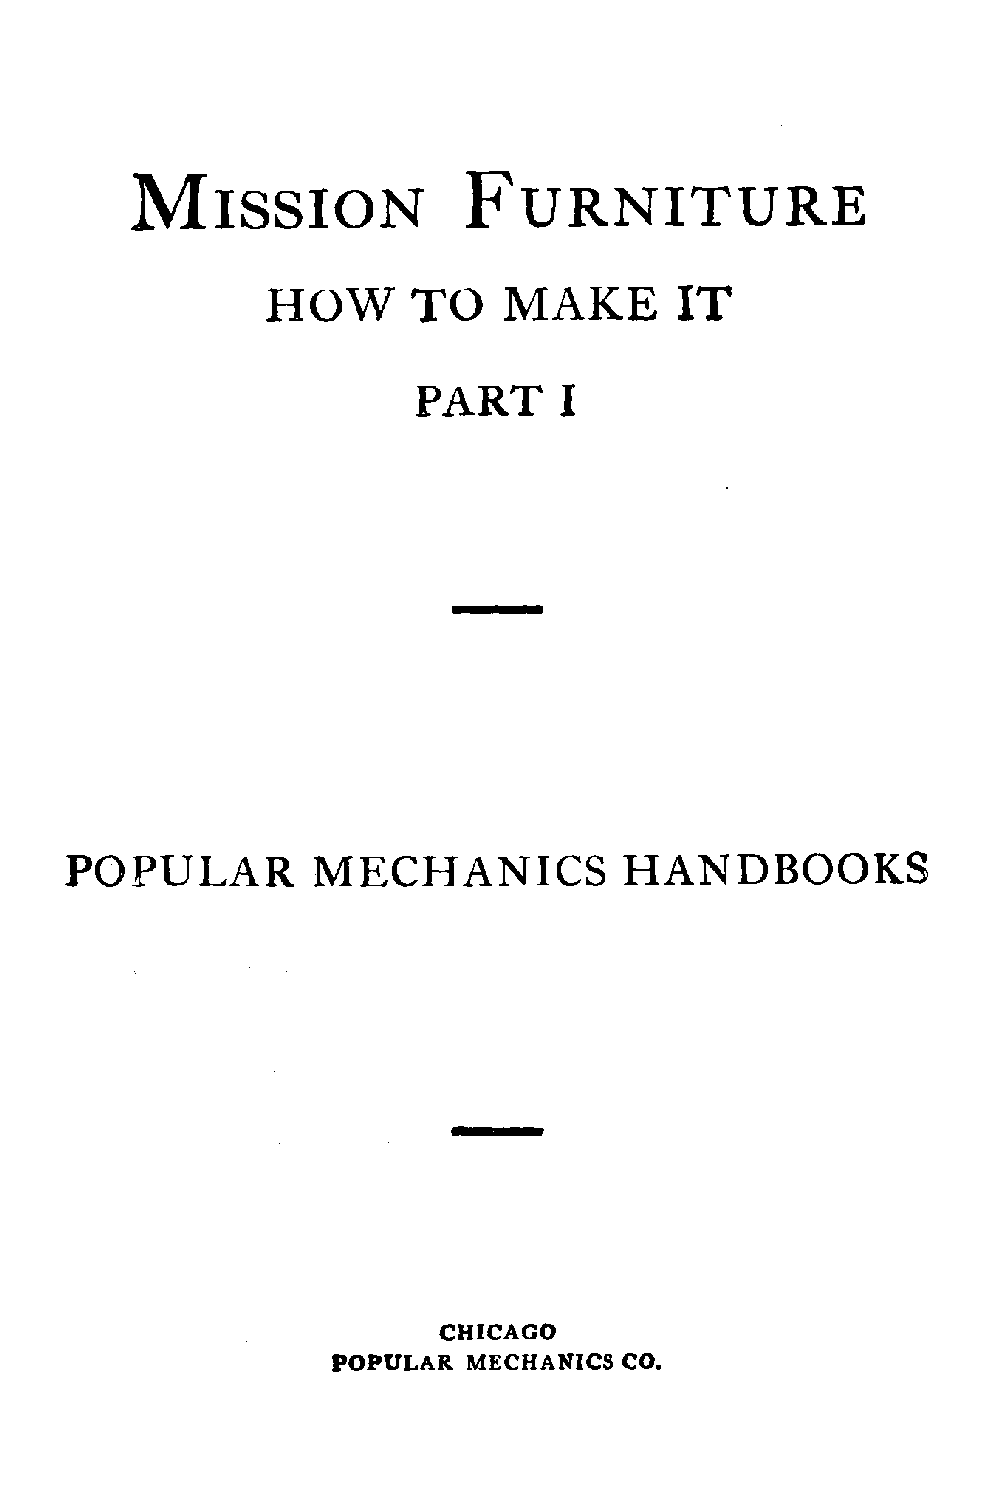 MISSION FURNITURE
HOW TO MAKE IT
PART I
POPULAR MECHANICS HANDBOOKS
CHICAGO
POPULAR MECHANICS CO.